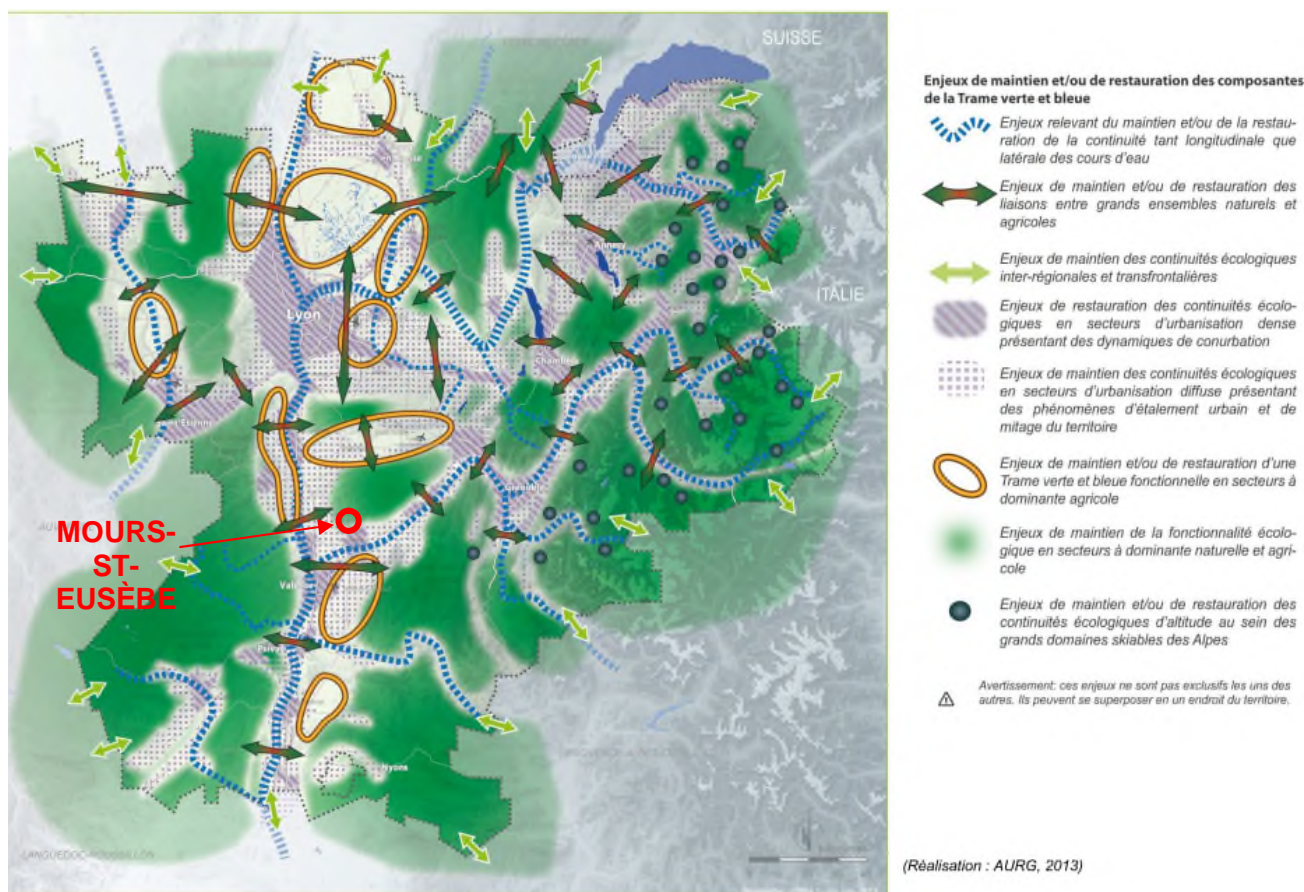 SUISSE
ITALIE
Annecy
Lyon
Chambéry
Grenoble
MOURS-
ST-
EUSÈBE
Nyons
LANGUEDOC-ROUSSILLON
Enjeux de maintien et/ou de restauration des composantes
de la Trame verte et bleue
Enjeux relevant du maintien et/ou de la restau-
ration de la continuité tant longitudinale que
latérale des cours d'eau
Enjeux de maintien et/ou de restauration des
liaisons entre grands ensembles naturels et
agricoles
Enjeux de maintien des continuités écologiques
inter-régionales et transfrontalières
Enjeux de restauration des continuités écolo-
giques en secteurs d'urbanisation dense
présentant des dynamiques de conurbation
Enjeux de maintien des continuités écologiques
en secteurs d'urbanisation diffuse présentant
des phénomènes d'étalement urbain et de
mitage du territoire
Enjeux de maintien et/ou de restauration d'une
Trame verte et bleue fonctionnelle en secteurs à
dominante agricole
Enjeux de maintien de la fonctionnalité écolo-
gique en secteurs à dominante naturelle et agri-
cole
Enjeux de maintien et/ou de restauration des
continuités écologiques d'altitude au sein des
grands domaines skiables des Alpes
Avertissement: ces enjeux ne sont pas exclusifs les uns des
autres. Ils peuvent se superposer en un endroit du territoire.
(Réalisation : AURG, 2013)